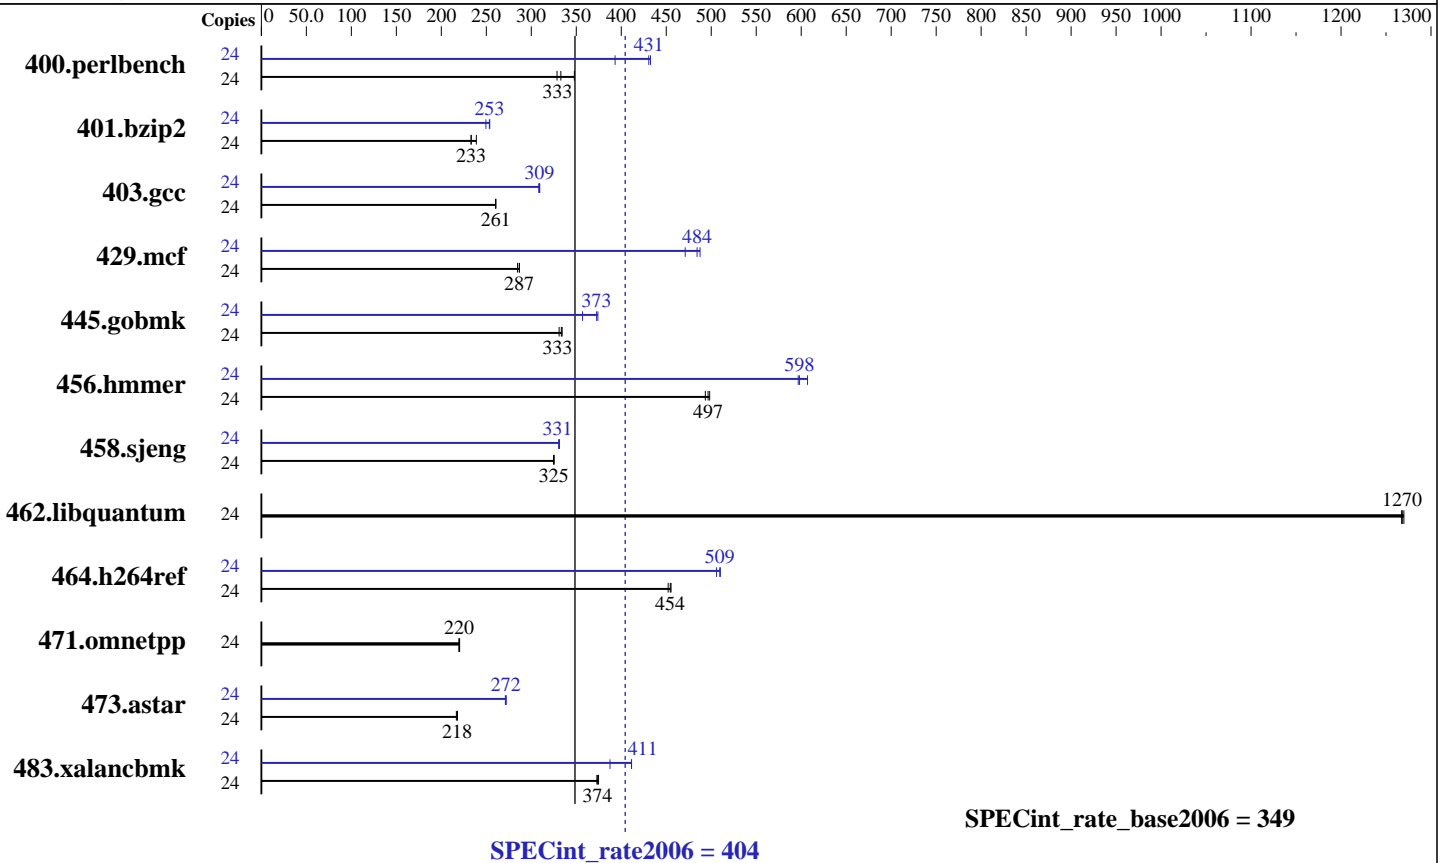 Copies 0 50.0 100 150 200 250 300 350 400 450 500 550 600 650 700 750 800 850 900 950 1000 1100 1200 1300
400.perlbench 24 431
24 333
401.bzip2 24 253
24 233
403.gcc 24 309
24 261
429.mcf 24 484
24 287
445.gobmk 24 373
24 333
456.hmmer 24 598
24 497
458.sjeng 24 331
24 325
462.libquantum 24 1270
464.h264ref 24 509
24 454
471.omnetpp 24 220
473.astar 24 272
24 218
483.xalancbmk 24 411
24 374
SPECint_rate_base2006 = 349
SPECint_rate2006 = 404